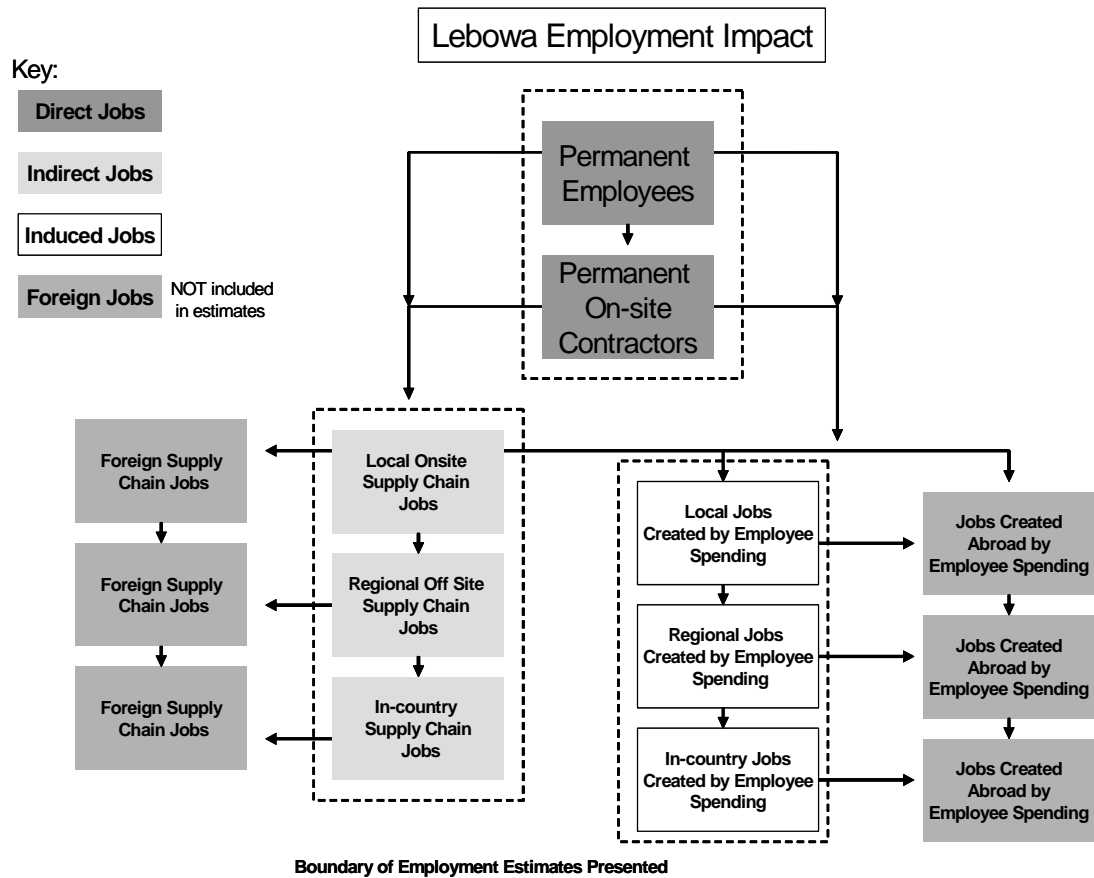 Lebowa Employment Impact
Key:
Direct Jobs
Indirect Jobs
Induced Jobs
Foreign Jobs
NOT included
in estimates
Permanent
Employees
Permanent
On-site
Contractors
Foreign Supply
Chain Jobs
Foreign Supply
Chain Jobs
Foreign Supply
Chain Jobs
Local Onsite
Supply Chain
Jobs
Regional Off Site
Supply Chain
Jobs
In-country
Supply Chain
Jobs
Local Jobs
Created by Employee
Spending
Regional Jobs
Created by Employee
Spending
In-country Jobs
Created by Employee
Spending
Jobs Created
Abroad by
Employee Spending
Jobs Created
Abroad by
Employee Spending
Jobs Created
Abroad by
Employee Spending
Boundary of Employment Estimates Presented